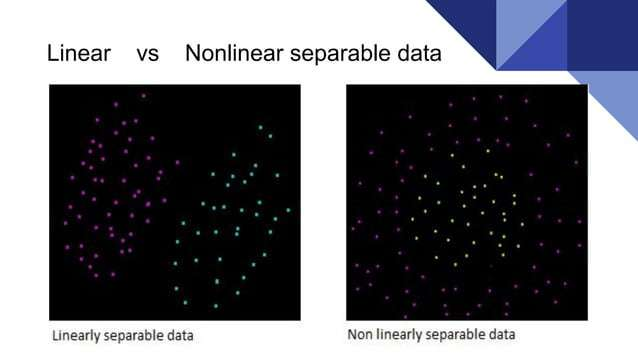 Linear vs Nonlinear separable data
Linearly separable data
Non linearly separable data